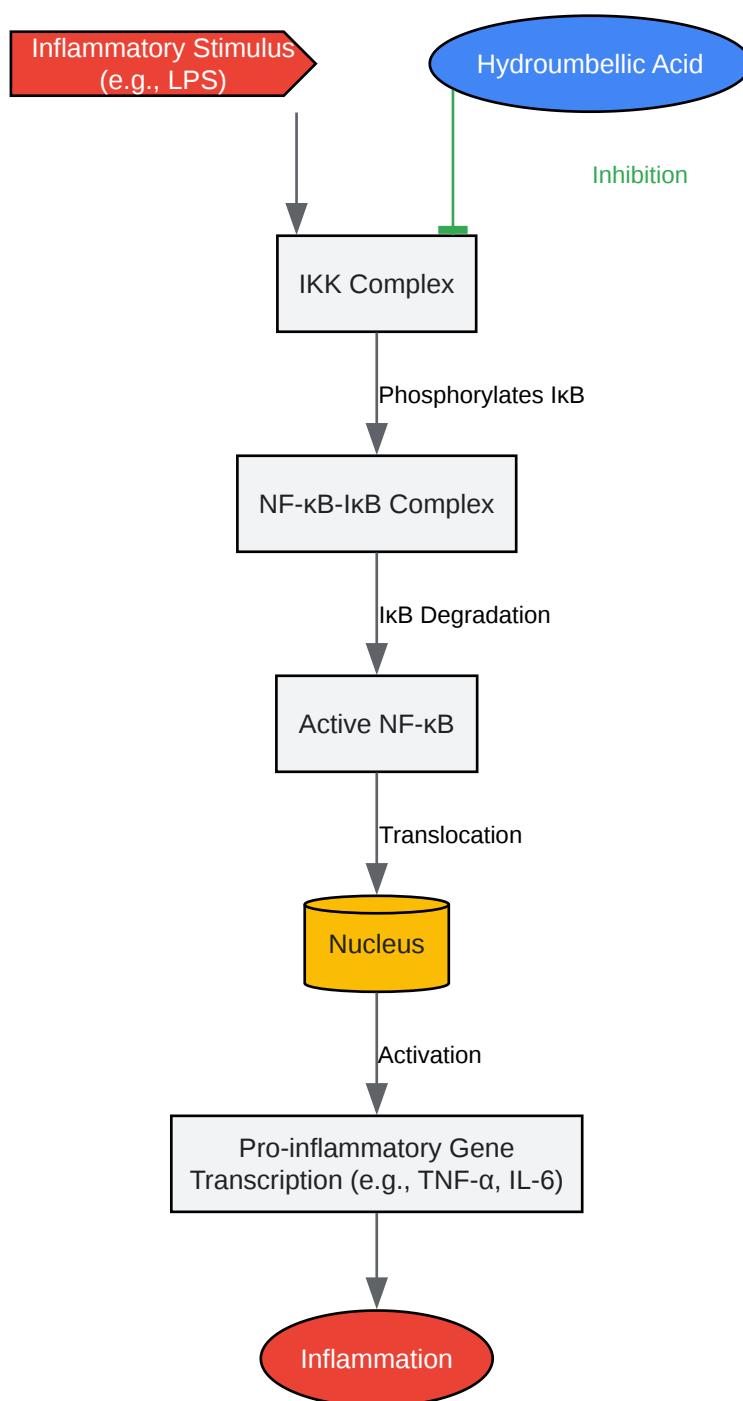 Inflammatory Stimulus
(e.g., LPS)
Hydroumbellic Acid
Inhibition
IKK Complex
Phosphorylates IκB
NF-κB-IκB Complex
IκB Degradation
Active NF-κB
Translocation
Nucleus
Activation
Pro-inflammatory Gene
Transcription (e.g., TNF-α, IL-6)
Inflammation